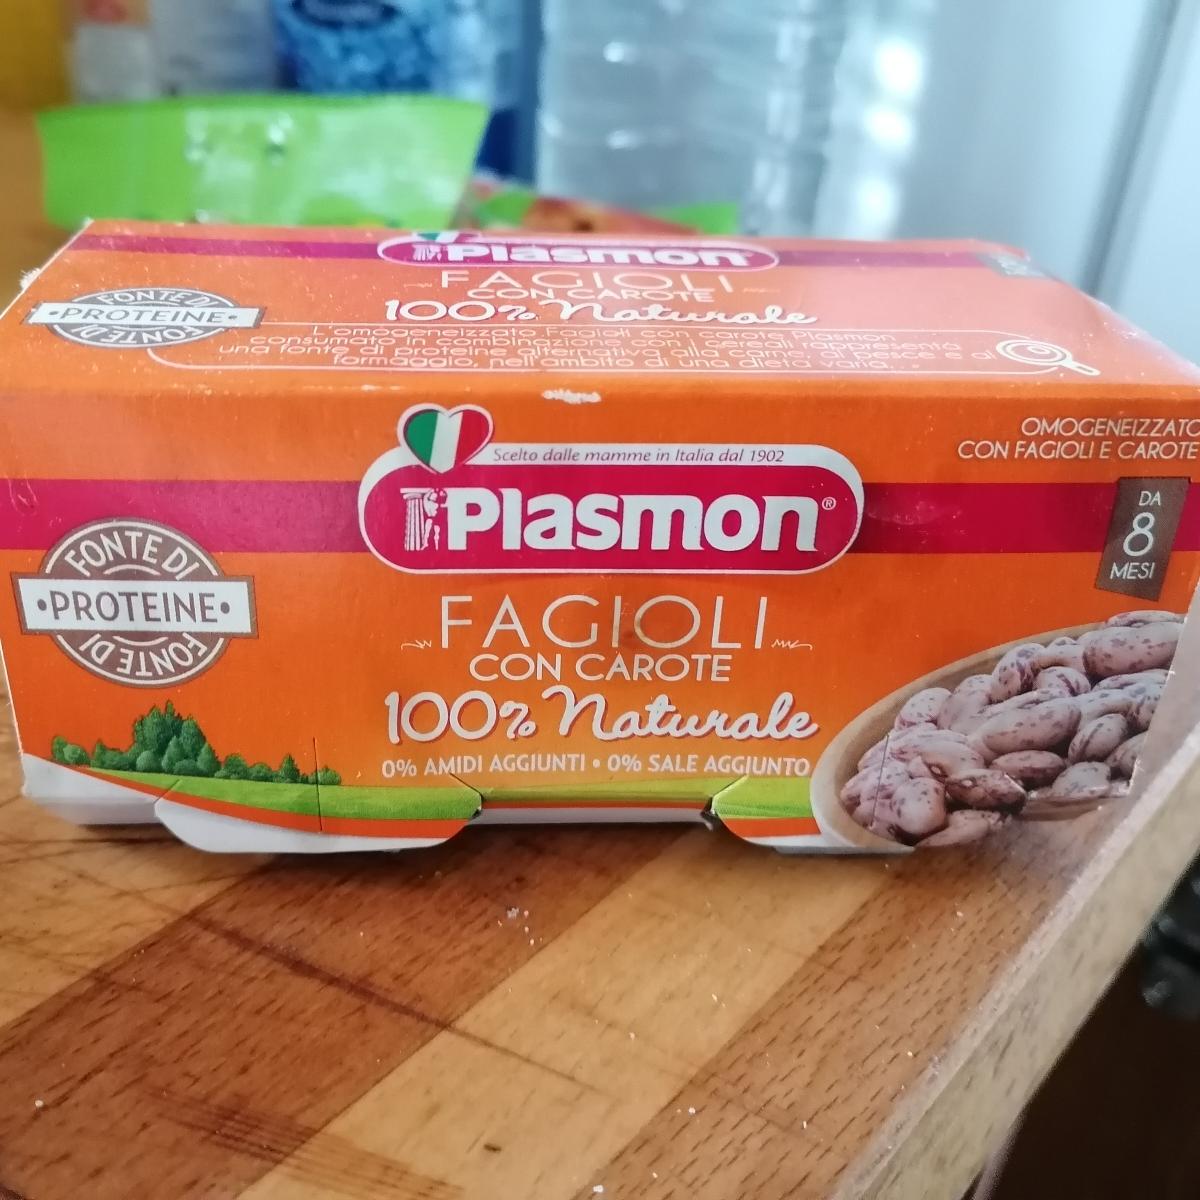 Plasmon
FAGIOLI
CON CAROTE
100% Naturale
FONTE DI
•PROTEINE•
FONTE DI
L'omogeneizzato Fagioli con carote Plasmon
consumato in combinazione con i cereali rappresenta
una fonte di proteine alternativa alla carne, al pesce e al
formaggio, nell'ambito di una dieta varia.
Scelto dalle mamme in Italia dal 1902
Plasmon®
OMOGENEIZZATO
CON FAGIOLI E CAROTE
DA
8
MESI
FONTE DI
•PROTEINE•
FONTE DI
FAGIOLI
CON CAROTE
100% Naturale
0% AMIDI AGGIUNTI • 0% SALE AGGIUNTO